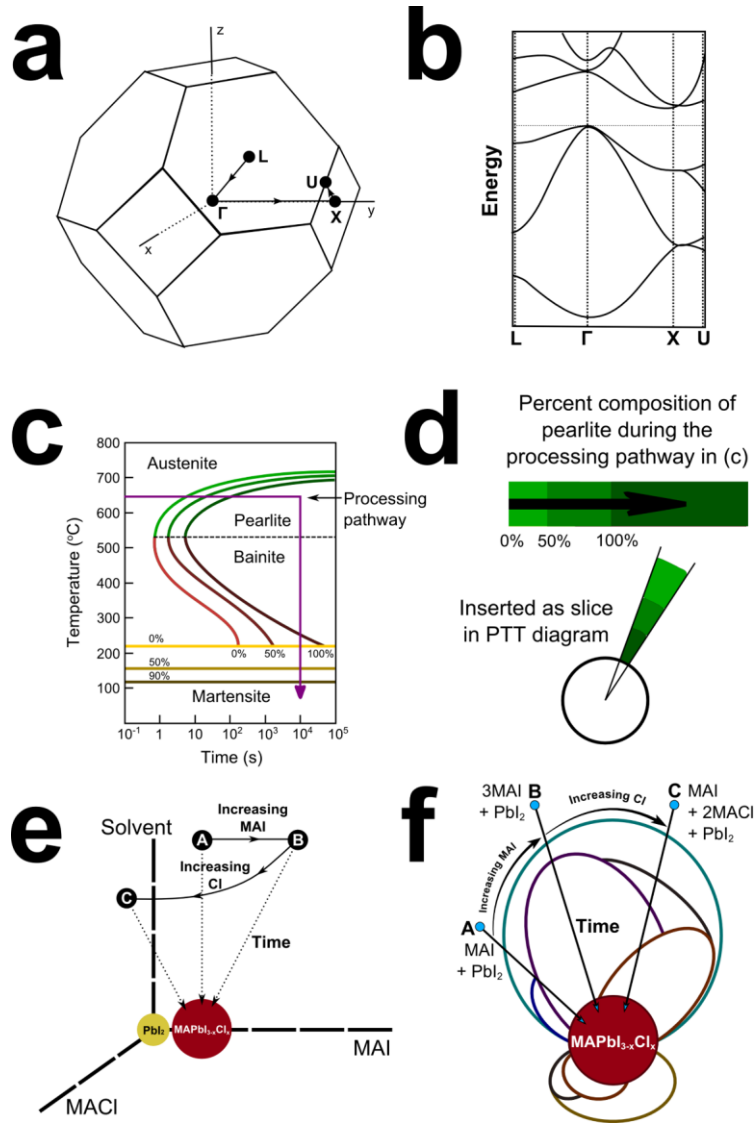 a
z
L
Γ
U
X
y
x
b
Energy
L Γ X U
c
800
700
600
500
400
300
200
100
Temperature (°C)
Austenite
Pearlite
Bainite
Martensite
Processing
pathway
0%
50%
90%
0% 50% 100%
10⁻¹ 1 10 10² 10³ 10⁴ 10⁵
Time (s)
d
Percent composition of
pearlite during the
processing pathway in (c)
0% 50% 100%
Inserted as slice
in PTT diagram
e
Solvent
Increasing
MAI
A
B
Increasing
Cl
C
Time
PbI₂
MAPbI₃₋ₓClₓ
MAI
MACl
f
3MAI B
+ PbI₂
Increasing Cl
C MAI
+ 2MACl
+ PbI₂
Increasing MAI
A
MAI
+ PbI₂
Time
MAPbI₃₋ₓClₓ